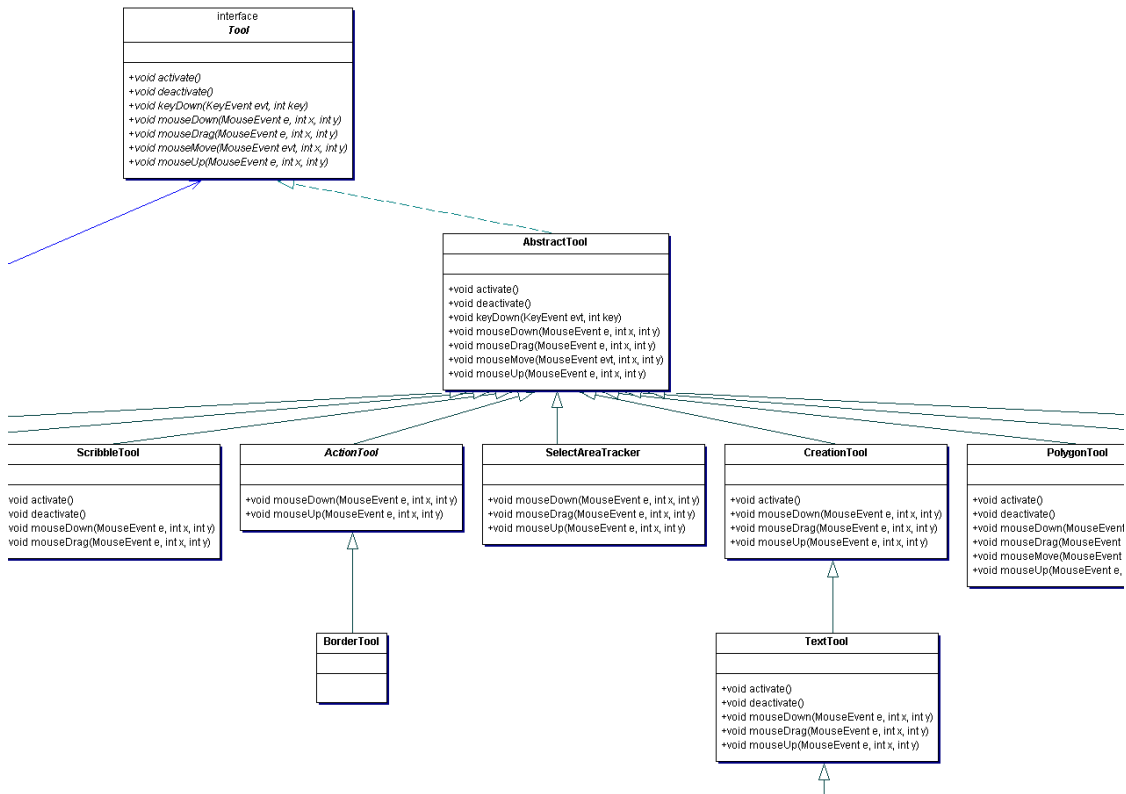 interface
Tool
+void activate()
+void deactivate()
+void keyDown(KeyEvent evt, int key)
+void mouseDown(MouseEvent e, int x, int y)
+void mouseDrag(MouseEvent e, int x, int y)
+void mouseMove(MouseEvent evt, int x, int y)
+void mouseUp(MouseEvent e, int x, int y)
AbstractTool
+void activate()
+void deactivate()
+void keyDown(KeyEvent evt, int key)
+void mouseDown(MouseEvent e, int x, int y)
+void mouseDrag(MouseEvent e, int x, int y)
+void mouseMove(MouseEvent evt, int x, int y)
+void mouseUp(MouseEvent e, int x, int y)
ScribbleTool
void activate()
void deactivate()
void mouseDown(MouseEvent e, int x, int y)
void mouseDrag(MouseEvent e, int x, int y)
ActionTool
+void mouseDown(MouseEvent e, int x, int y)
+void mouseUp(MouseEvent e, int x, int y)
SelectAreaTracker
+void mouseDown(MouseEvent e, int x, int y)
+void mouseDrag(MouseEvent e, int x, int y)
+void mouseUp(MouseEvent e, int x, int y)
CreationTool
+void activate()
+void mouseDown(MouseEvent e, int x, int y)
+void mouseDrag(MouseEvent e, int x, int y)
+void mouseUp(MouseEvent e, int x, int y)
PolygonTool
+void activate()
+void deactivate()
+void mouseDown(MouseEvent
+void mouseDrag(MouseEvent
+void mouseMove(MouseEvent
+void mouseUp(MouseEvent e,
BorderTool
TextTool
+void activate()
+void deactivate()
+void mouseDown(MouseEvent e, int x, int y)
+void mouseDrag(MouseEvent e, int x, int y)
+void mouseUp(MouseEvent e, int x, int y)